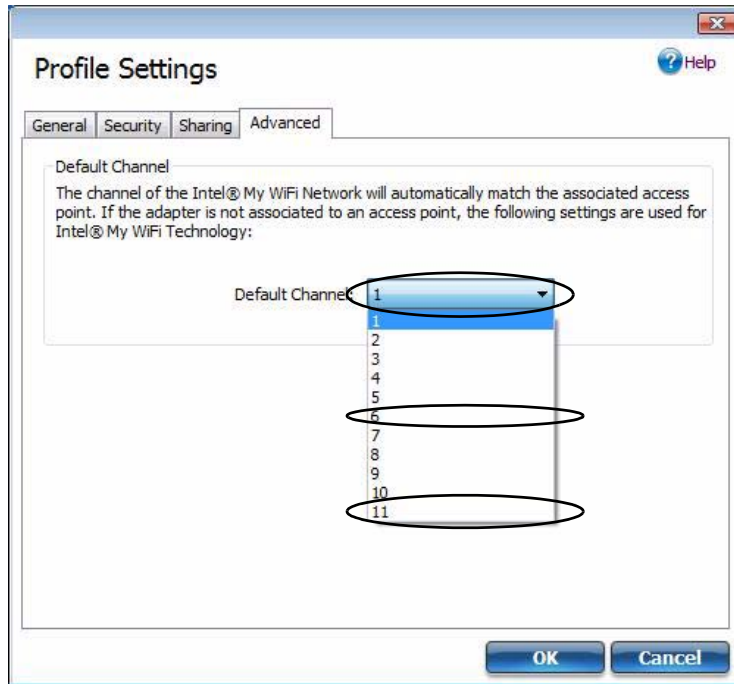 Profile Settings
Help
General Security Sharing Advanced
Default Channel
The channel of the Intel® My WiFi Network will automatically match the associated access
point. If the adapter is not associated to an access point, the following settings are used for
Intel® My WiFi Technology:
Default Channel: 1
1
2
3
4
5
6
7
8
9
10
11
OK Cancel